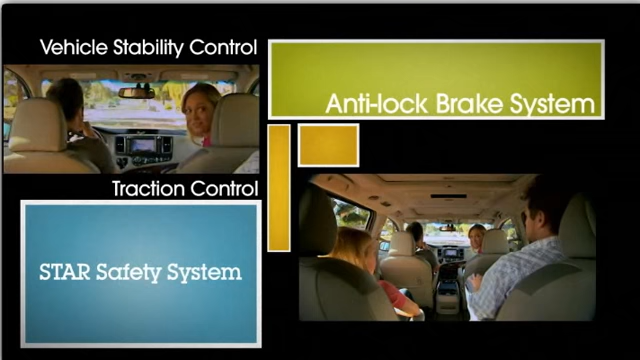 Vehicle Stability Control
Anti-lock Brake System
Traction Control
STAR Safety System